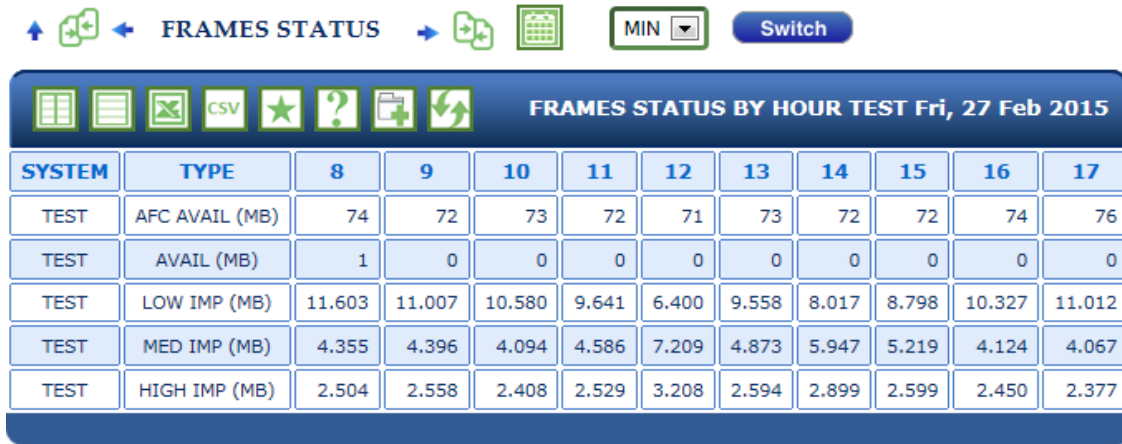 FRAMES STATUS MIN Switch
CSV ? FRAMES STATUS BY HOUR TEST Fri, 27 Feb 2015
SYSTEM TYPE 8 9 10 11 12 13 14 15 16 17
TEST AFC AVAIL (MB) 74 72 73 72 71 73 72 72 74 76
TEST AVAIL (MB) 1 0 0 0 0 0 0 0 0 0
TEST LOW IMP (MB) 11.603 11.007 10.580 9.641 6.400 9.558 8.017 8.798 10.327 11.012
TEST MED IMP (MB) 4.355 4.396 4.094 4.586 7.209 4.873 5.947 5.219 4.124 4.067
TEST HIGH IMP (MB) 2.504 2.558 2.408 2.529 3.208 2.594 2.899 2.599 2.450 2.377